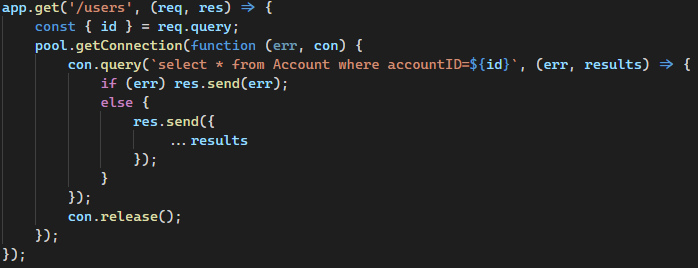 app.get('/users', (req, res) => {
    const { id } = req.query;
    pool.getConnection(function (err, con) {
        con.query(`select * from Account where accountID=${id}`, (err, results) => {
            if (err) res.send(err);
            else {
                res.send({
                    ...results
                });
            }
        });
        con.release();
    });
});